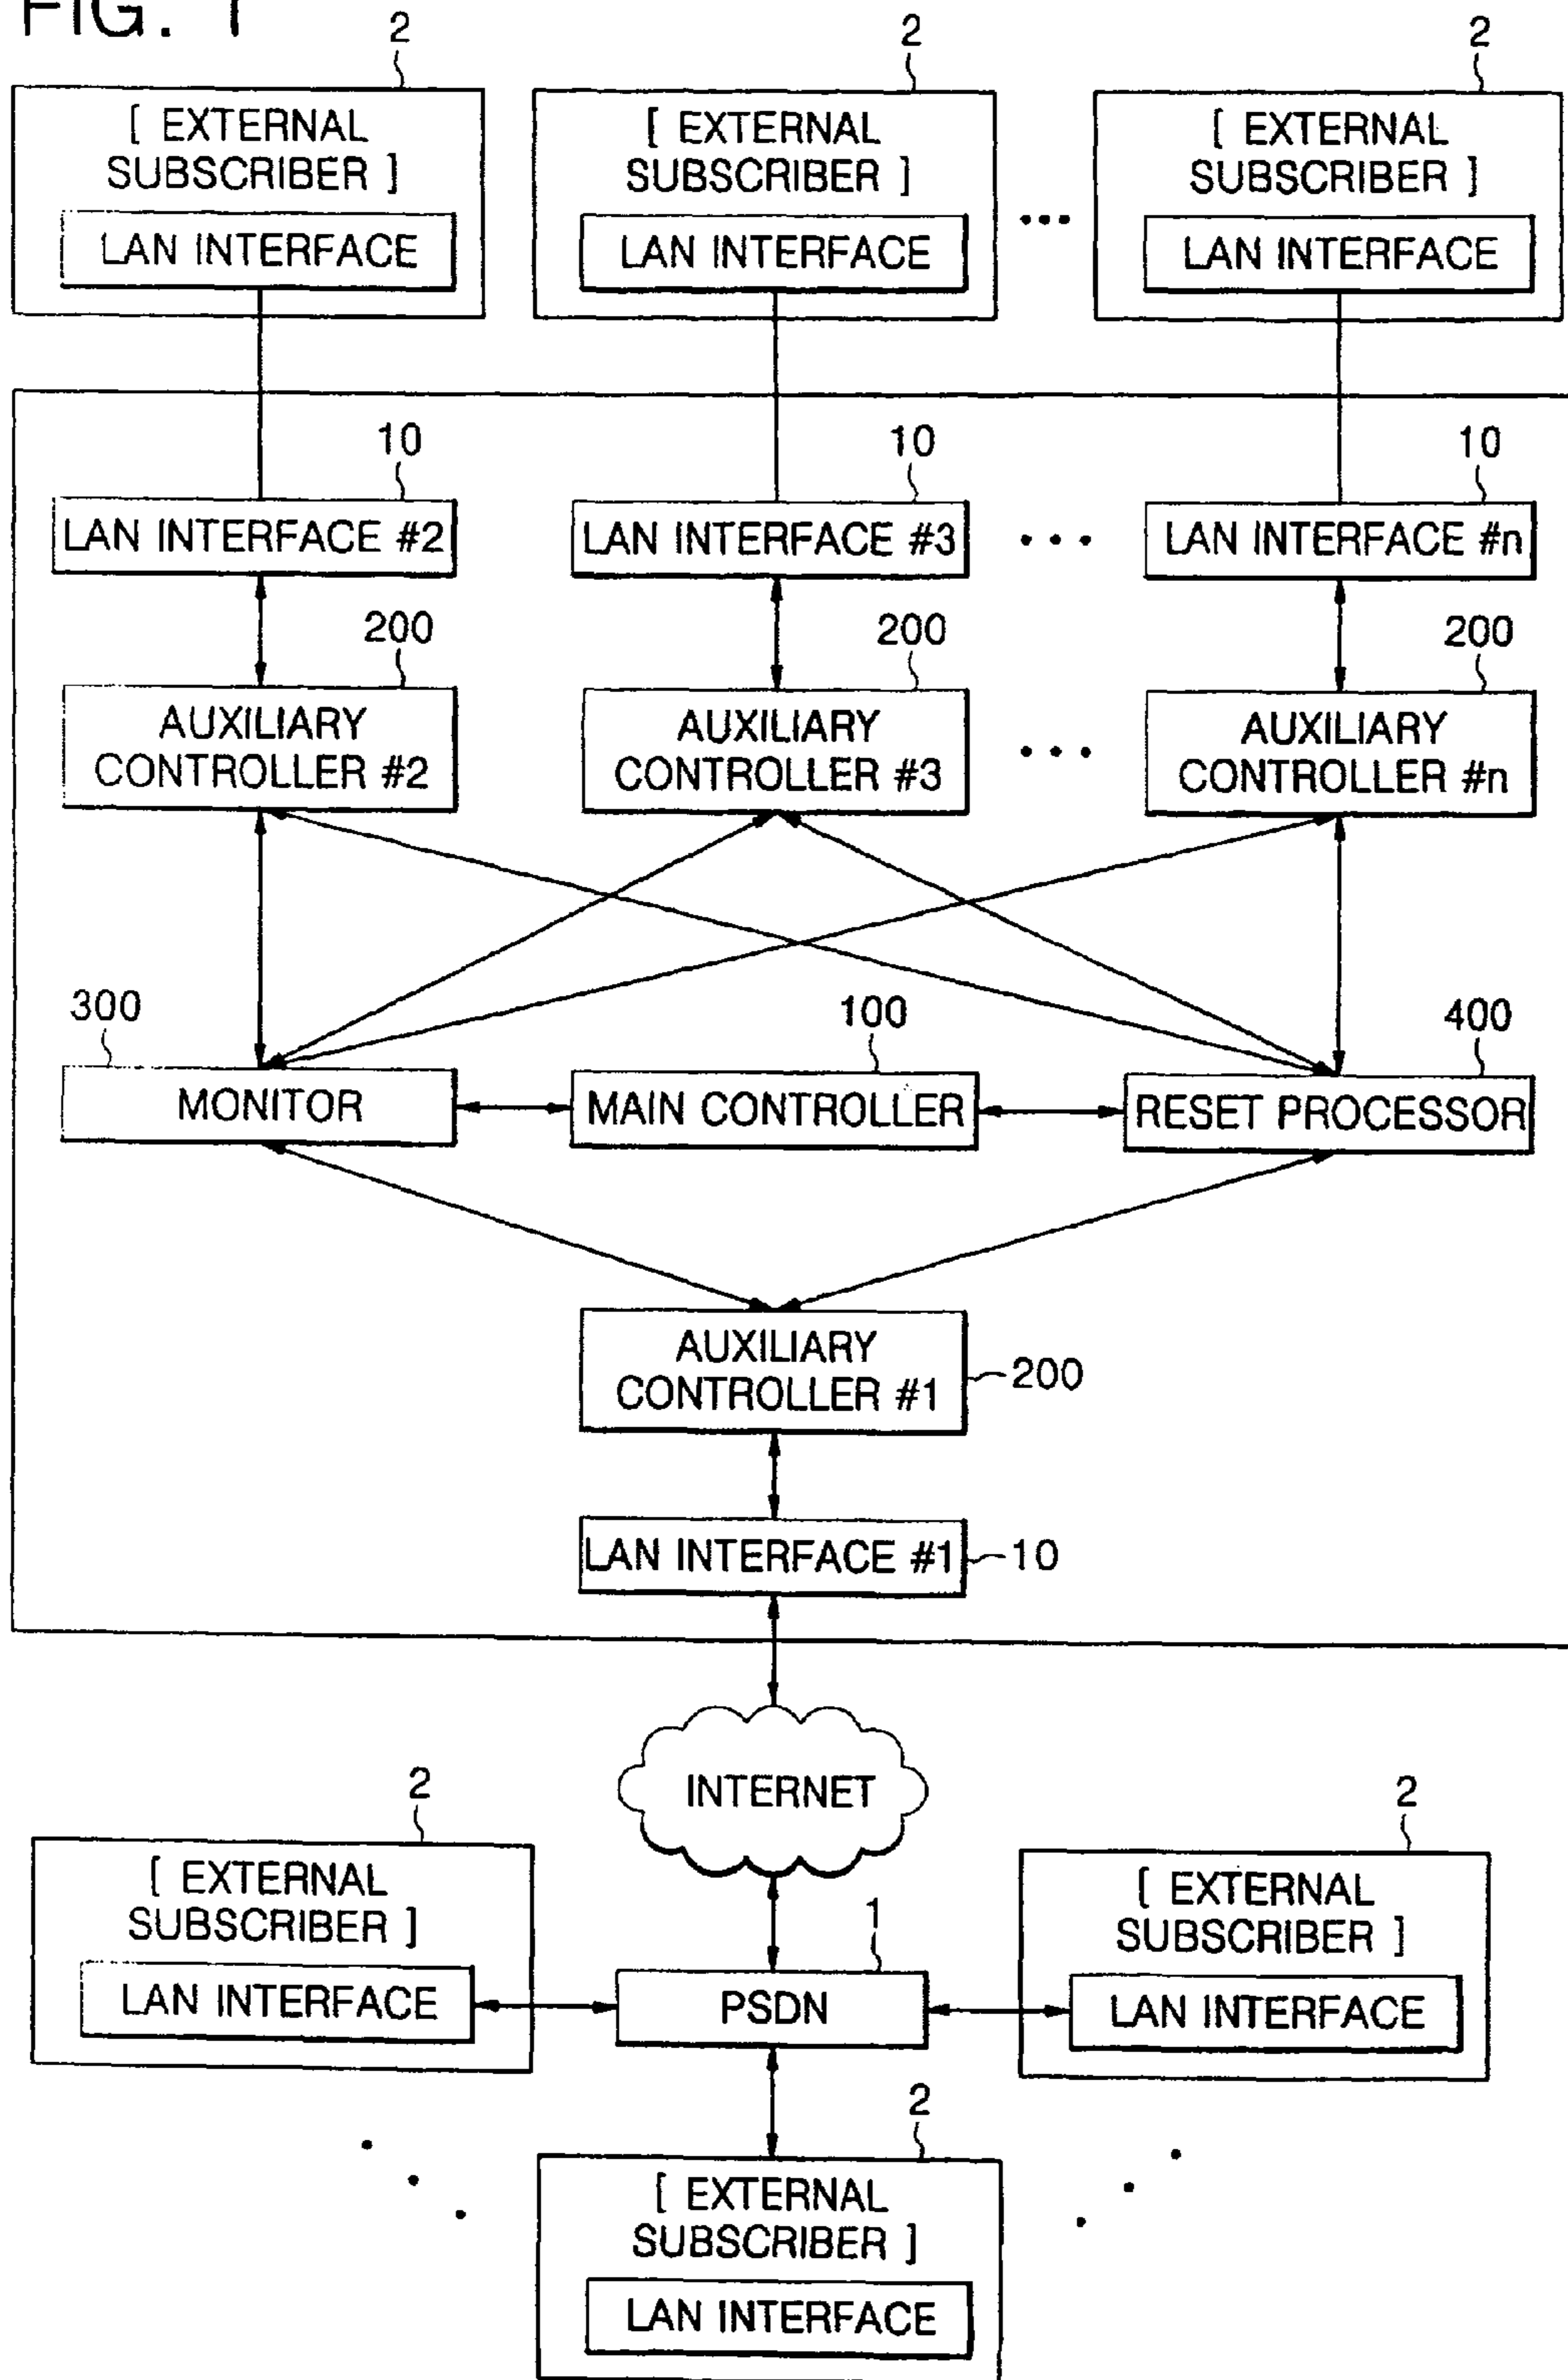 FIG. 1
2 2 2
[ EXTERNAL
SUBSCRIBER ]
LAN INTERFACE
[ EXTERNAL
SUBSCRIBER ]
LAN INTERFACE
...
[ EXTERNAL
SUBSCRIBER ]
LAN INTERFACE
10 10 10
LAN INTERFACE #2
LAN INTERFACE #3
...
LAN INTERFACE #n
200 200 200
AUXILIARY
CONTROLLER #2
AUXILIARY
CONTROLLER #3
...
AUXILIARY
CONTROLLER #n
300 100 400
MONITOR
MAIN CONTROLLER
RESET PROCESSOR
AUXILIARY
CONTROLLER #1
200
LAN INTERFACE #1
10
INTERNET
2
[ EXTERNAL
SUBSCRIBER ]
LAN INTERFACE
1
PSDN
2
[ EXTERNAL
SUBSCRIBER ]
LAN INTERFACE
2
[ EXTERNAL
SUBSCRIBER ]
LAN INTERFACE